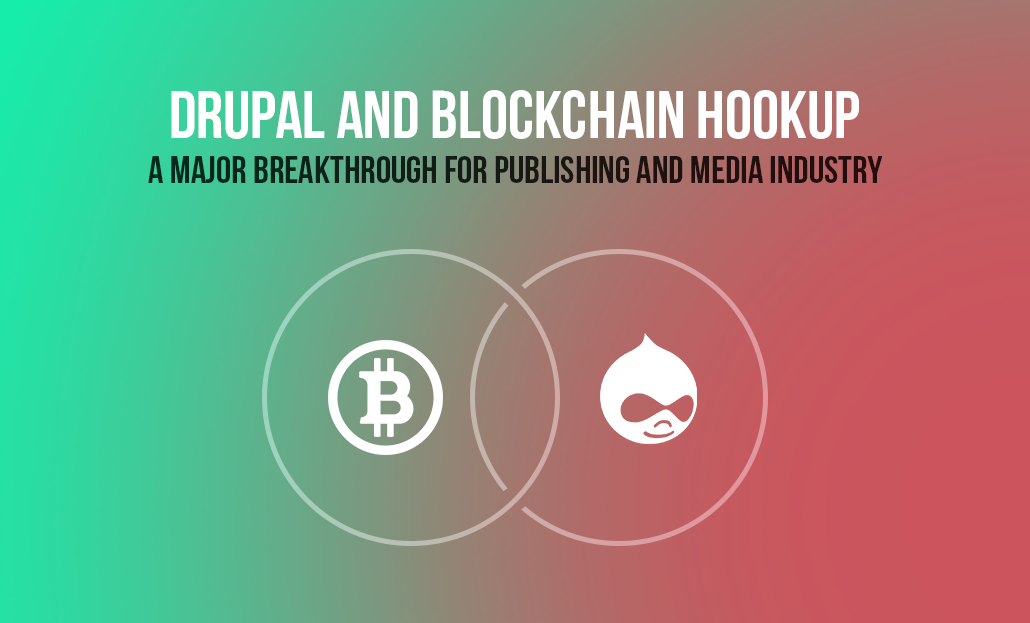 DRUPAL AND BLOCKCHAIN HOOKUP
A MAJOR BREAKTHROUGH FOR PUBLISHING AND MEDIA INDUSTRY